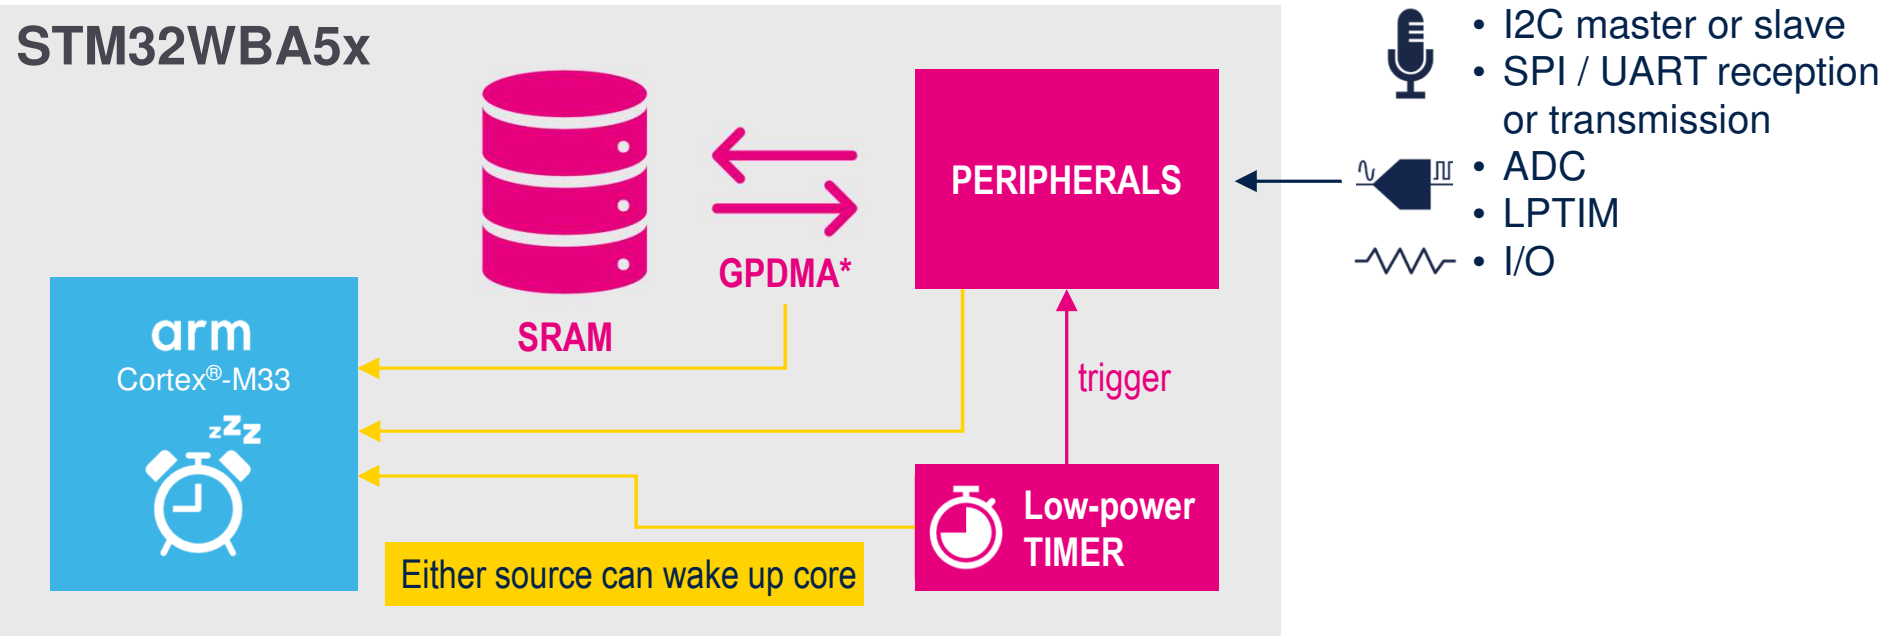 STM32WBA5x
SRAM
GPDMA*
PERIPHERALS
• I2C master or slave
• SPI / UART reception
or transmission
• ADC
• LPTIM
• I/O
arm
Cortex®-M33
zzz
trigger
Low-power
TIMER
Either source can wake up core